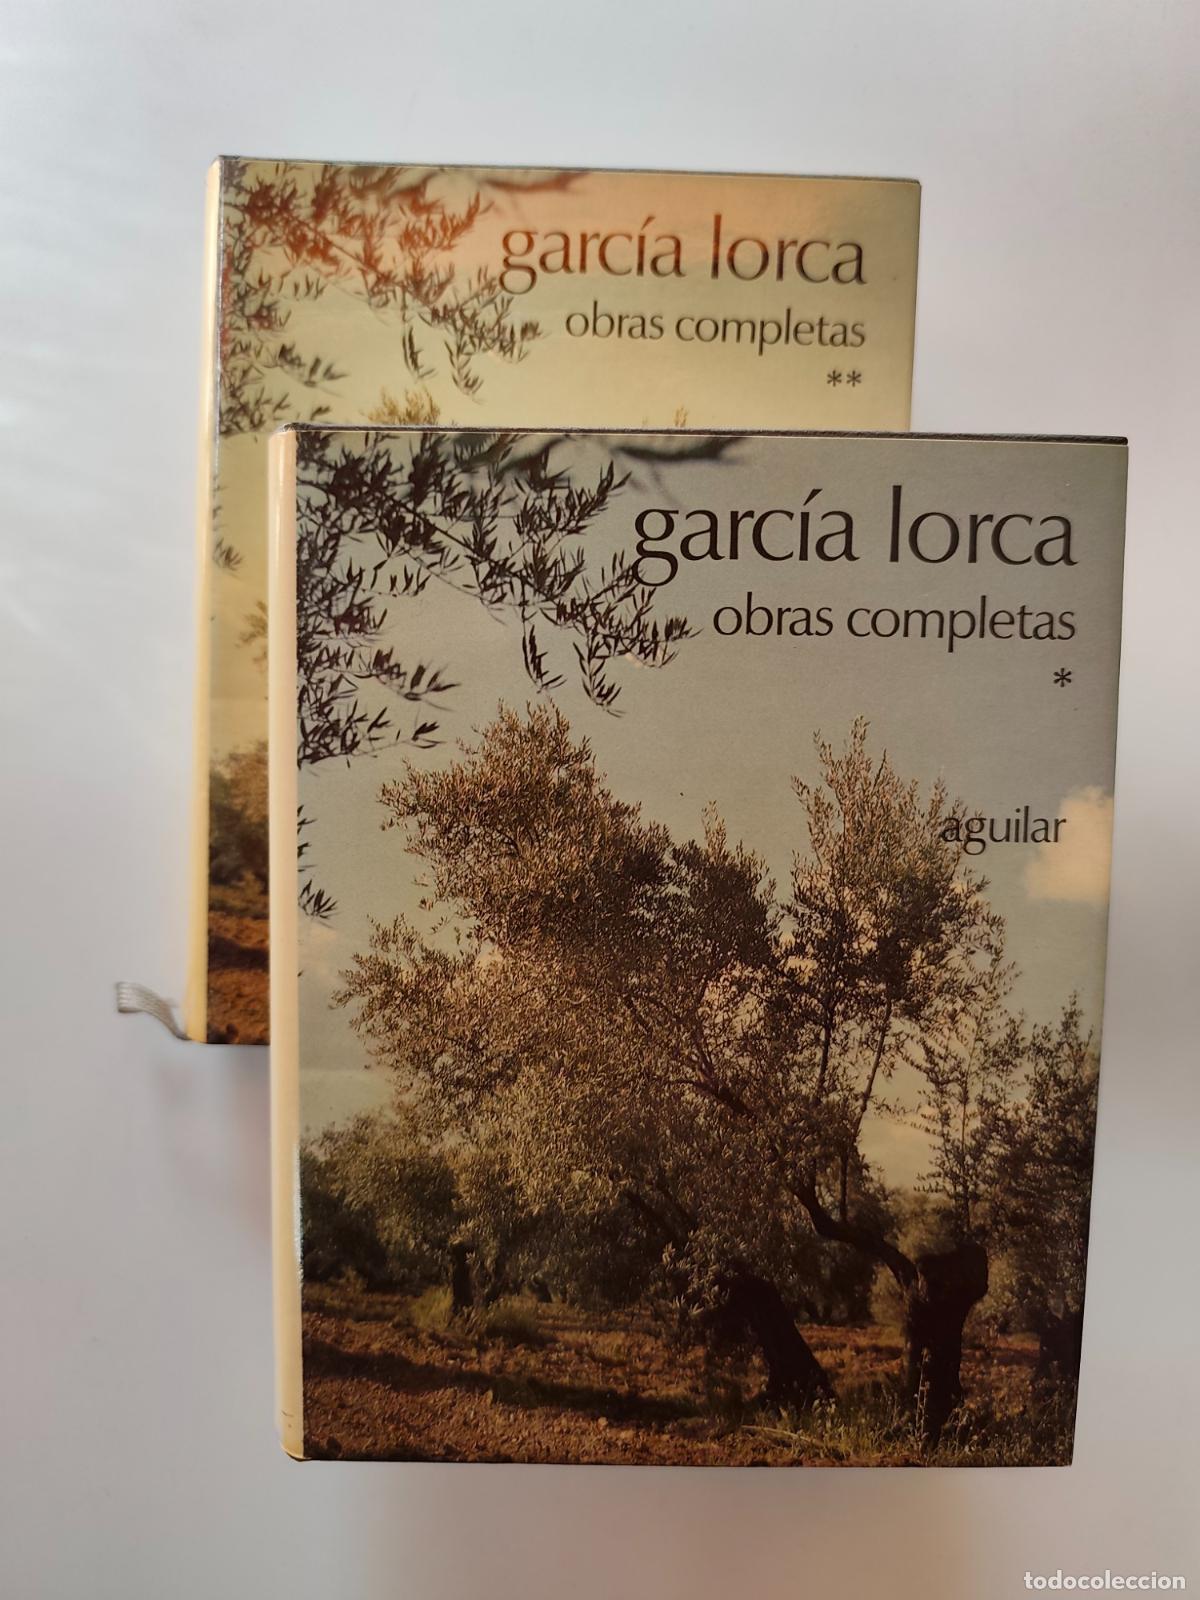 garcía lorca
obras completas
**
garcía lorca
obras completas
*
aguilar
todocoleccion